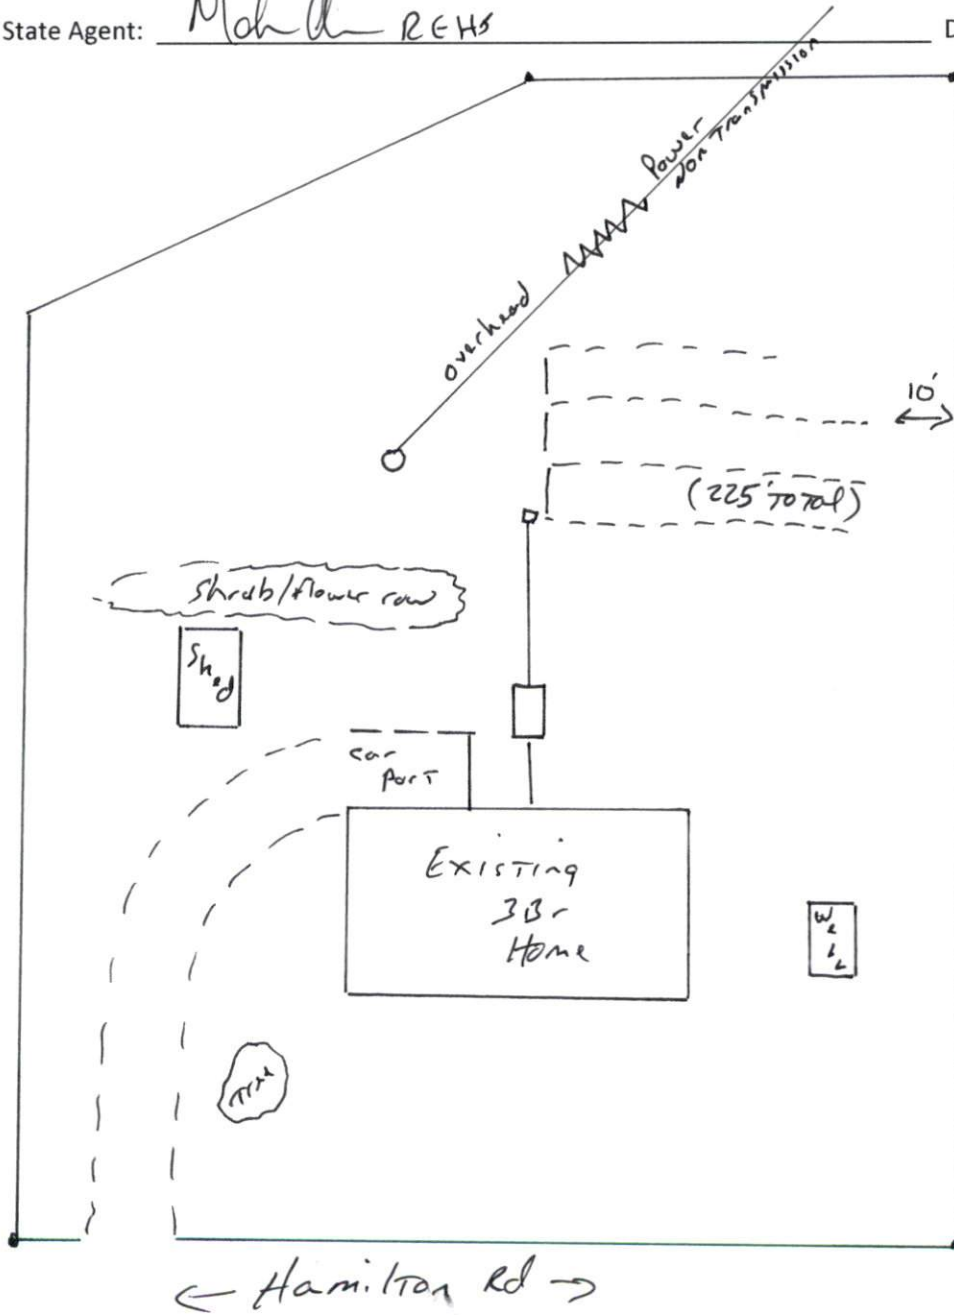 State Agent: REHS D
Power
Non Transmission
overhead
10'
(225' TOTAL)
Shrub/flower row
Shed
car
Port
Existing
3Br
Home
WeLL
Tree
← Hamilton Rd →